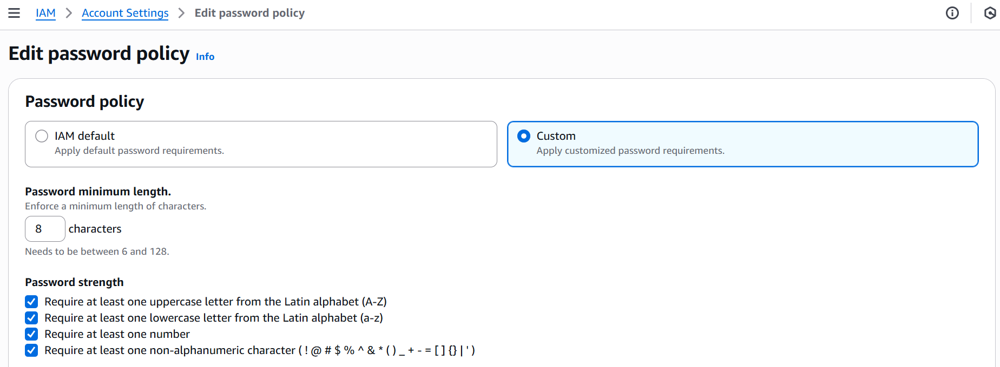 IAM > Account Settings > Edit password policy
Edit password policy Info
Password policy
IAM default
Apply default password requirements.
Custom
Apply customized password requirements.
Password minimum length.
Enforce a minimum length of characters.
8 characters
Needs to be between 6 and 128.
Password strength
Require at least one uppercase letter from the Latin alphabet (A-Z)
Require at least one lowercase letter from the Latin alphabet (a-z)
Require at least one number
Require at least one non-alphanumeric character ( ! @ # $ % ^ & * ( ) _ + - = [ ] {} | ' )